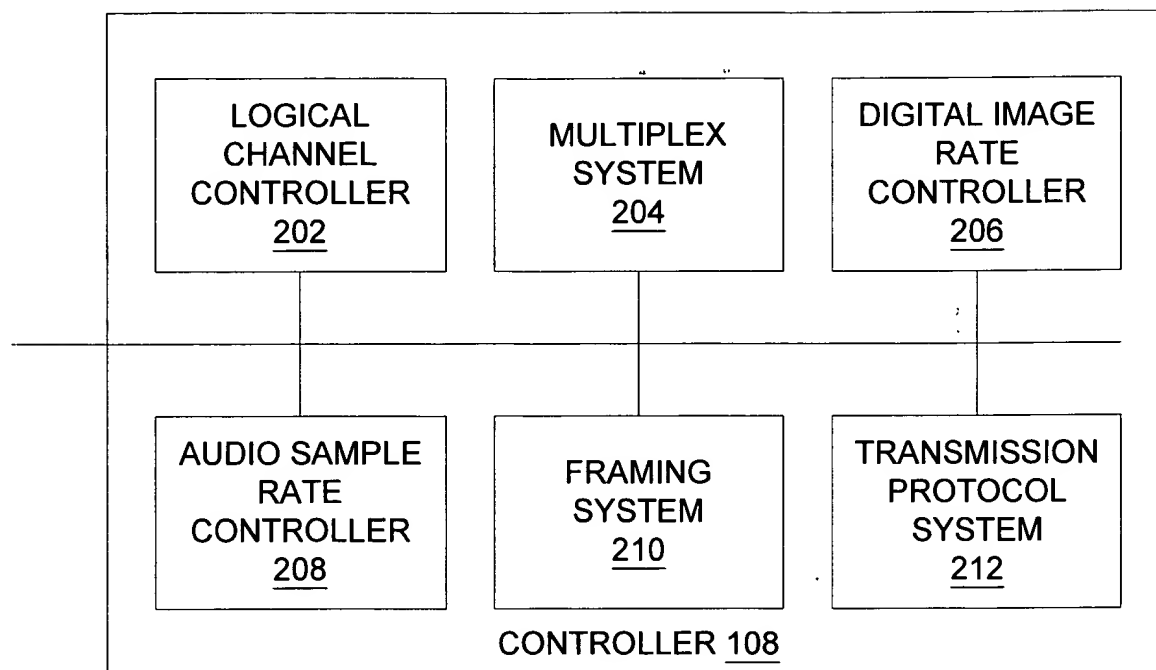 LOGICAL
CHANNEL
CONTROLLER
202
MULTIPLEX
SYSTEM
204
DIGITAL IMAGE
RATE
CONTROLLER
206
AUDIO SAMPLE
RATE
CONTROLLER
208
FRAMING
SYSTEM
210
TRANSMISSION
PROTOCOL
SYSTEM
212
CONTROLLER 108